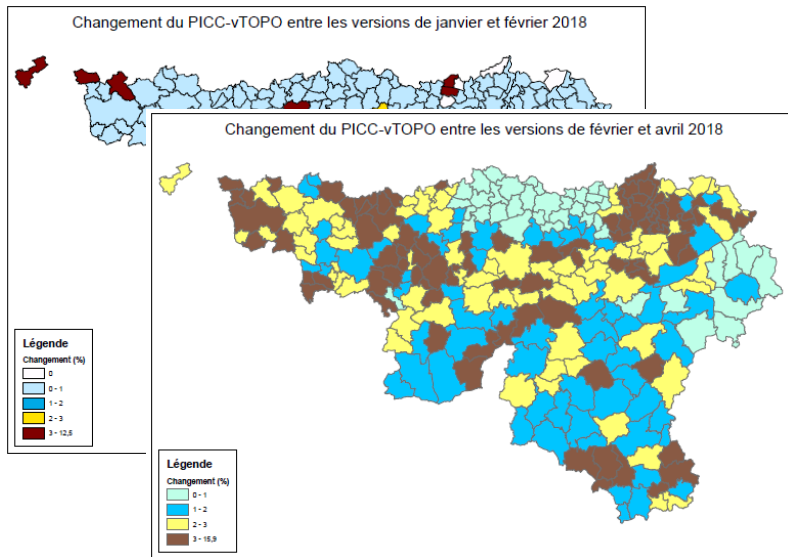 Changement du PICC-vTOPO entre les versions de janvier et février 2018
Changement du PICC-vTOPO entre les versions de février et avril 2018
Légende
Changement (%)
0
0 - 1
1 - 2
2 - 3
3 - 12,5
Légende
Changement (%)
0 - 1
1 - 2
2 - 3
3 - 15,9